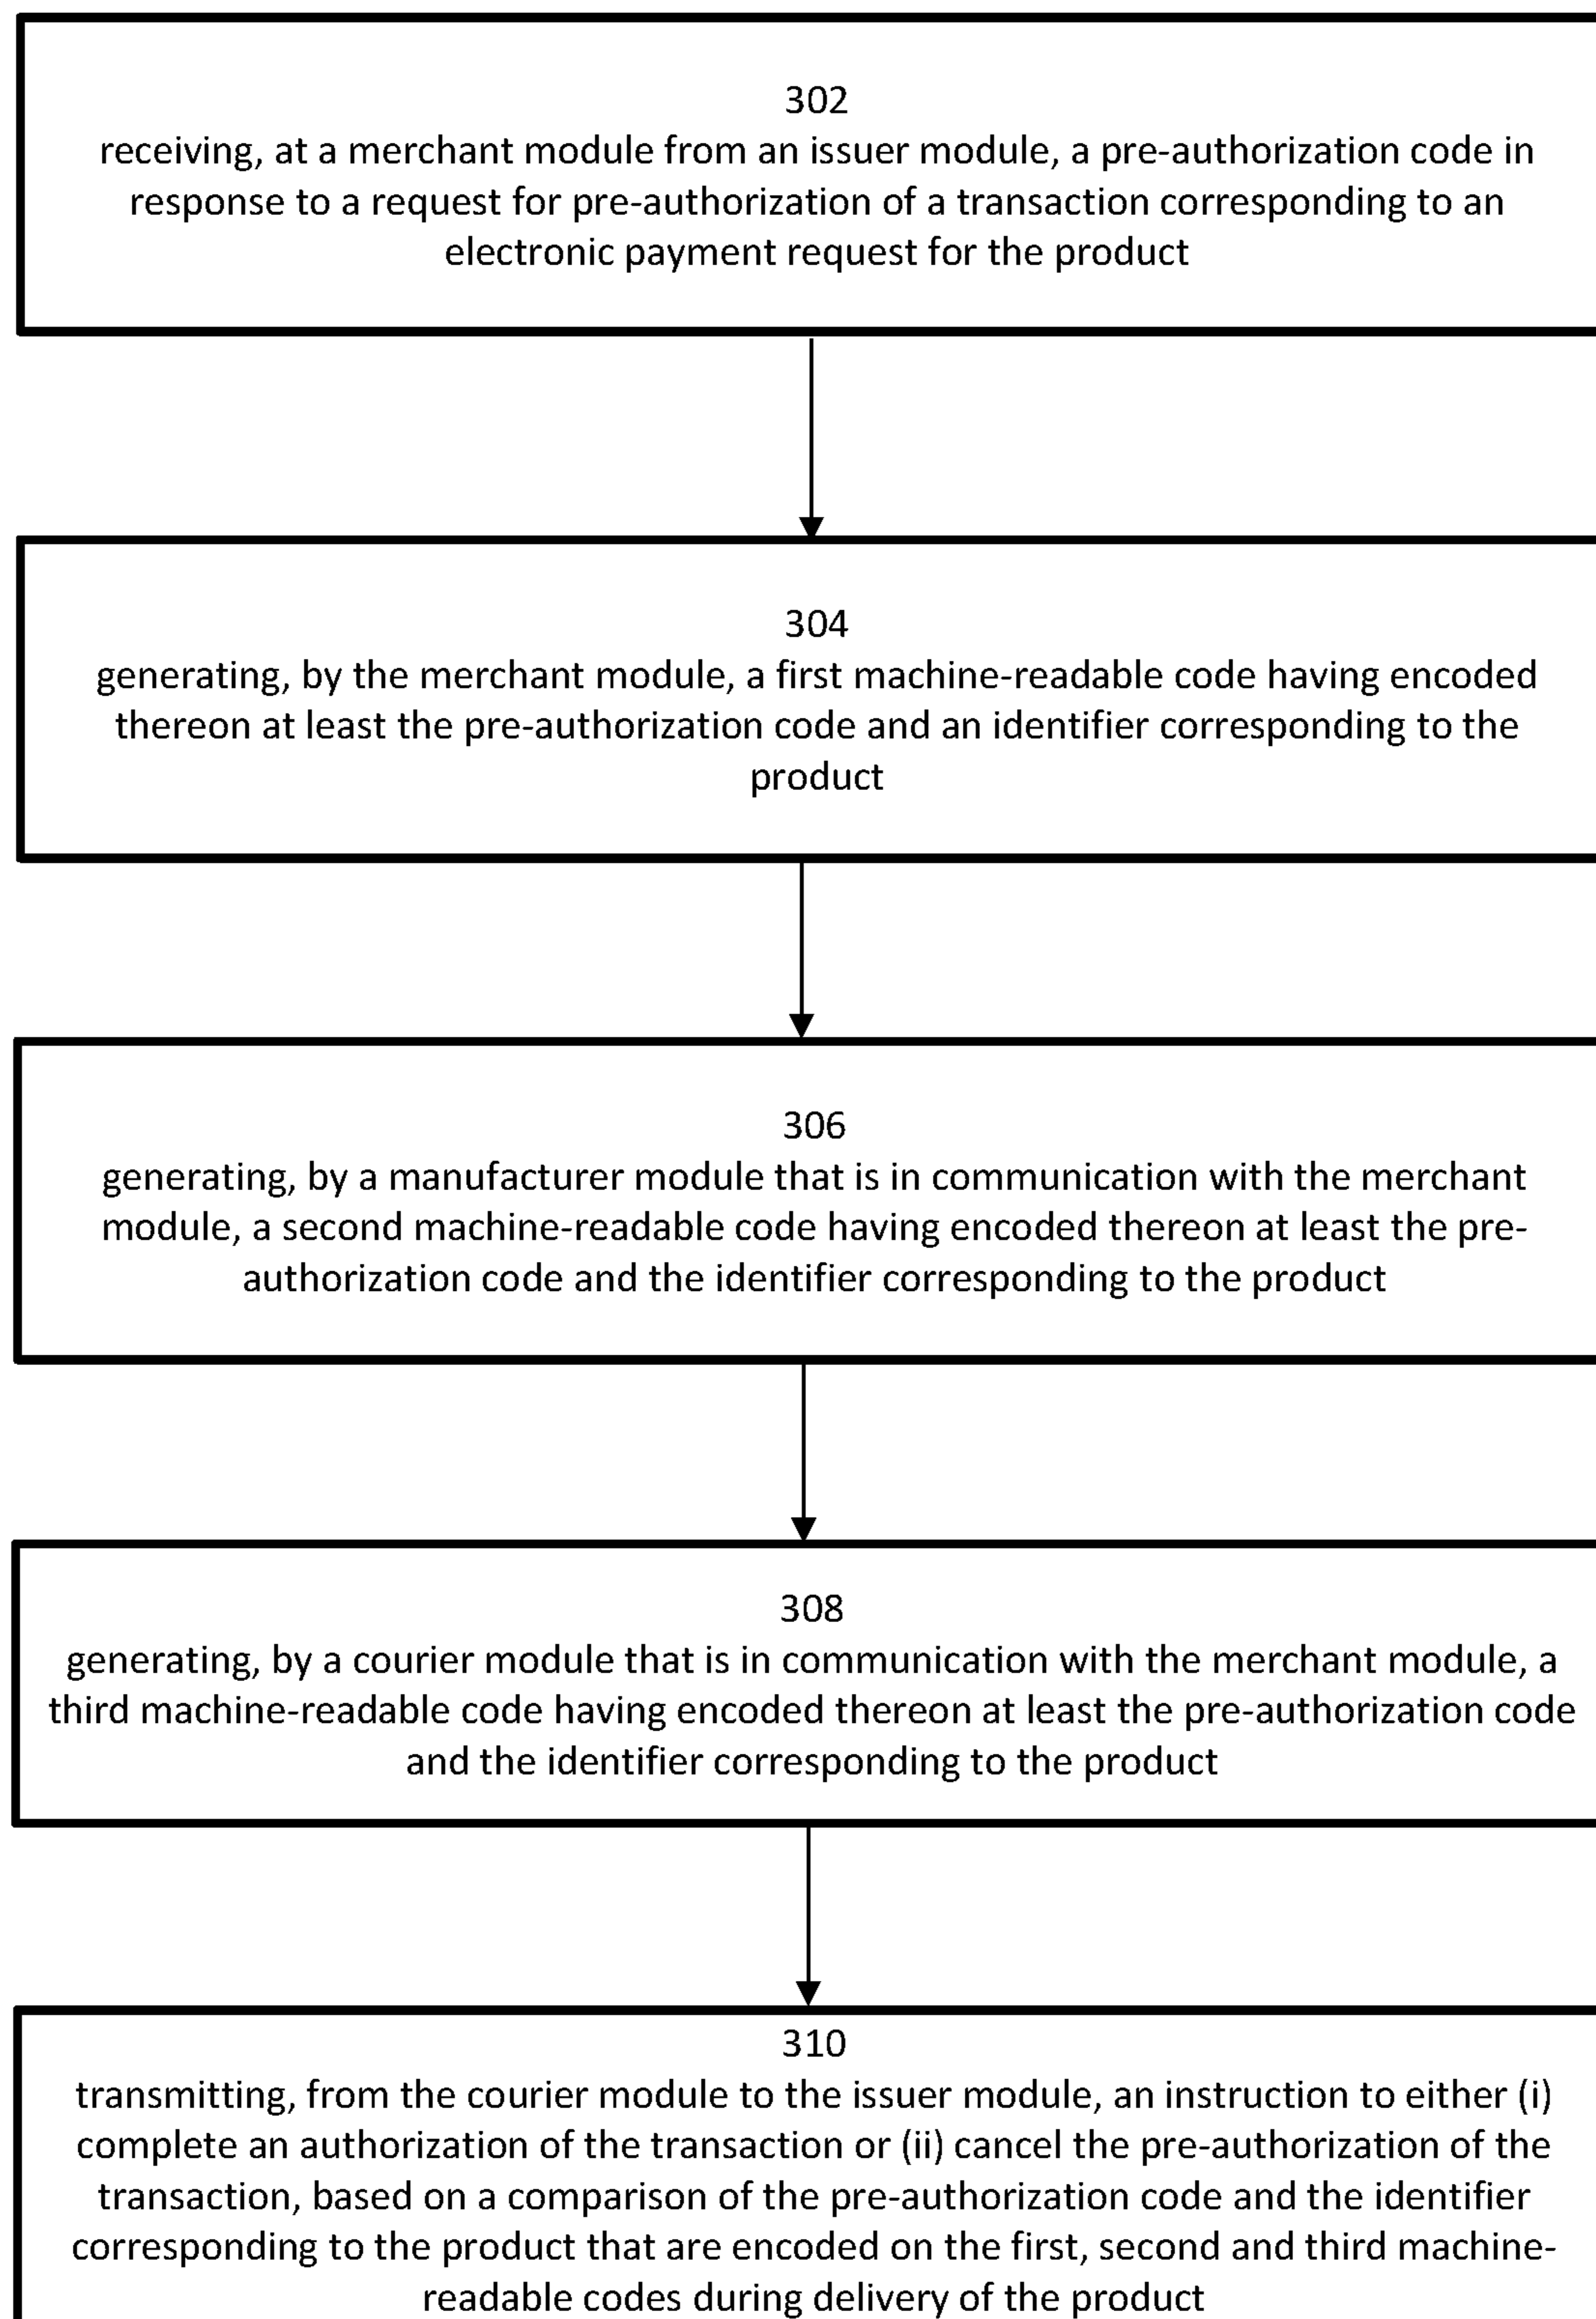 302
receiving, at a merchant module from an issuer module, a pre-authorization code in
response to a request for pre-authorization of a transaction corresponding to an
electronic payment request for the product
304
generating, by the merchant module, a first machine-readable code having encoded
thereon at least the pre-authorization code and an identifier corresponding to the
product
306
generating, by a manufacturer module that is in communication with the merchant
module, a second machine-readable code having encoded thereon at least the pre-
authorization code and the identifier corresponding to the product
308
generating, by a courier module that is in communication with the merchant module, a
third machine-readable code having encoded thereon at least the pre-authorization code
and the identifier corresponding to the product
310
transmitting, from the courier module to the issuer module, an instruction to either (i)
complete an authorization of the transaction or (ii) cancel the pre-authorization of the
transaction, based on a comparison of the pre-authorization code and the identifier
corresponding to the product that are encoded on the first, second and third machine-
readable codes during delivery of the product